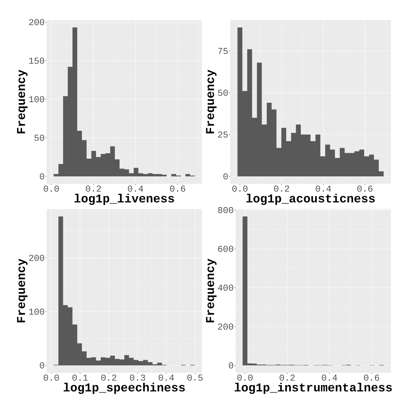 200
150
100
50
0
Frequency
0.0 0.2 0.4 0.6
log1p_liveness
75
50
25
0
Frequency
0.0 0.2 0.4 0.6
log1p_acousticness
200
100
0
Frequency
0.0 0.1 0.2 0.3 0.4 0.5
log1p_speechiness
800
600
400
200
0
Frequency
0.0 0.2 0.4 0.6
log1p_instrumentalness